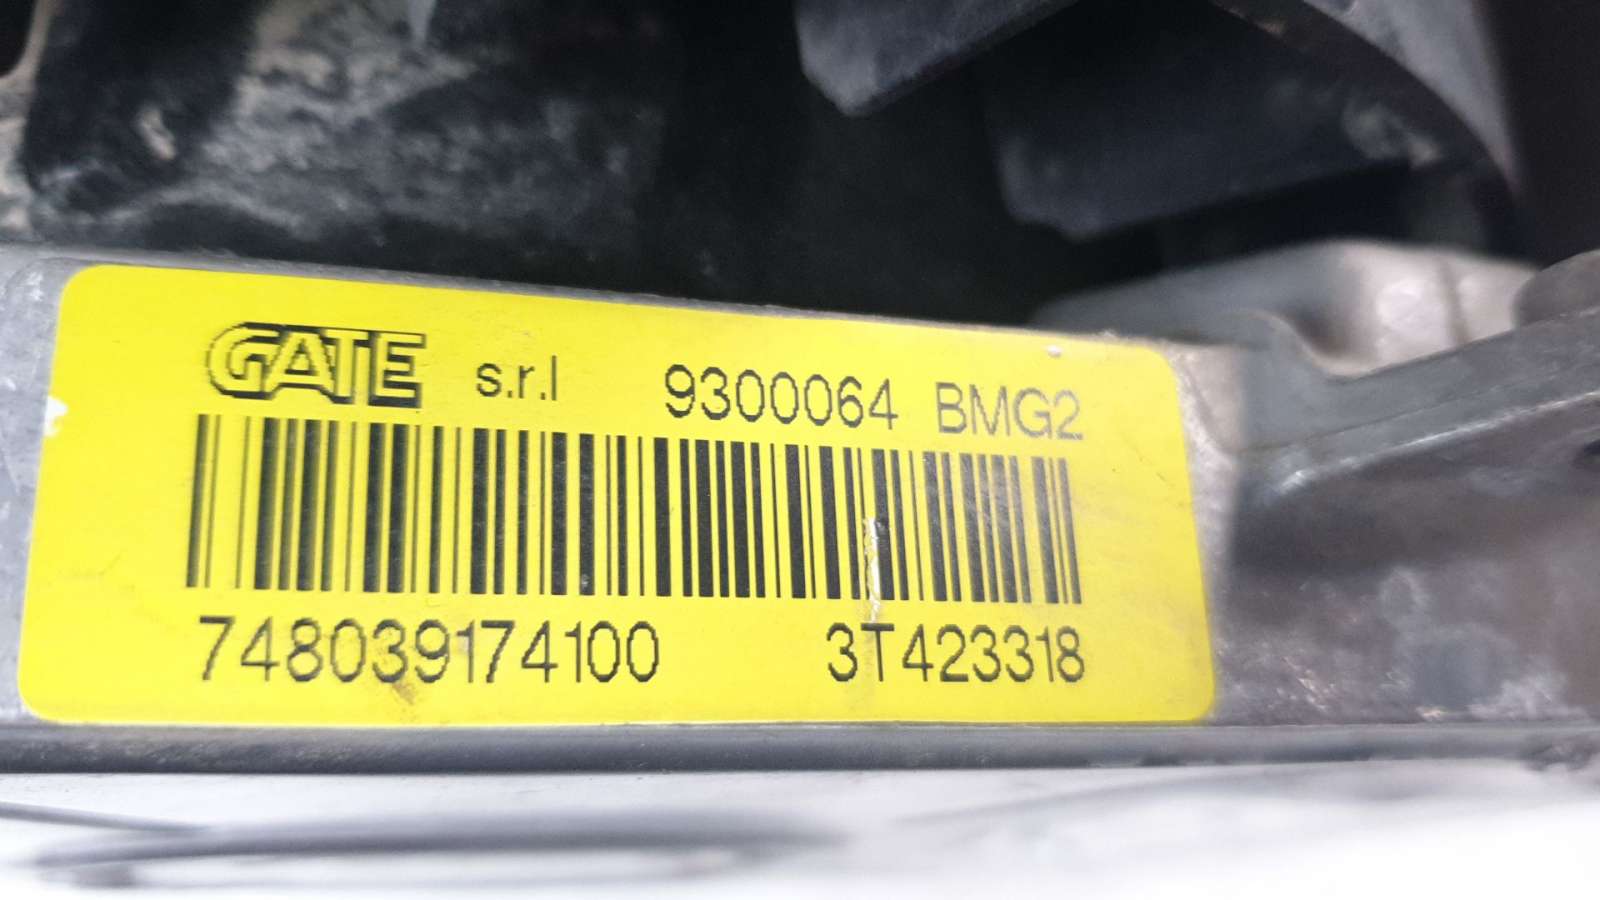 GATE s.r.l 9300064 BMG2
748039174100 3T423318